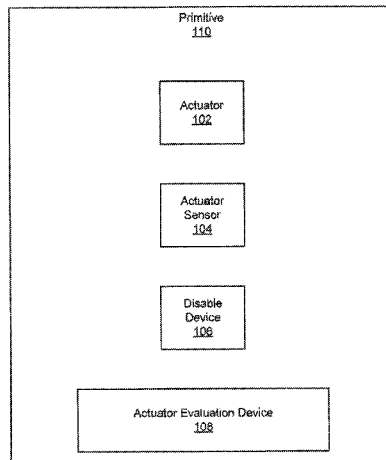 Primitive
110
Actuator
102
Actuator
Sensor
104
Disable
Device
106
Actuator Evaluation Device
108